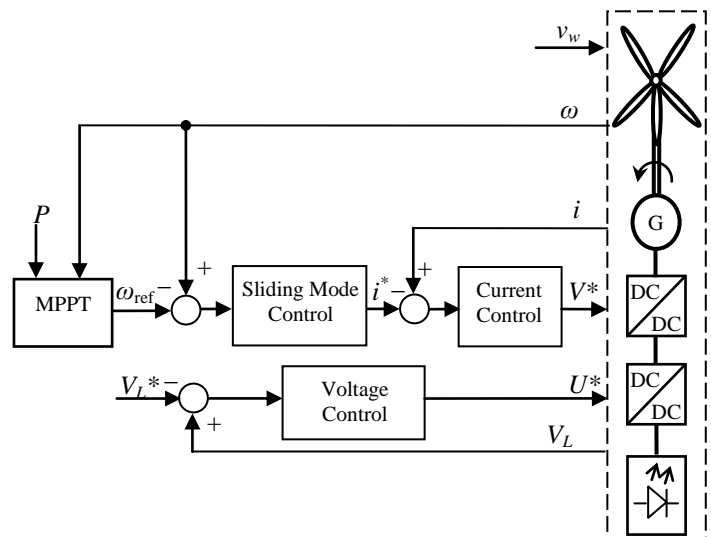 v_w
ω
P
i
G
+
+
MPPT
ω_ref
−
Sliding Mode
Control
i*
−
Current
Control
V*
DC
DC
V_L*
−
+
Voltage
Control
U*
DC
DC
V_L